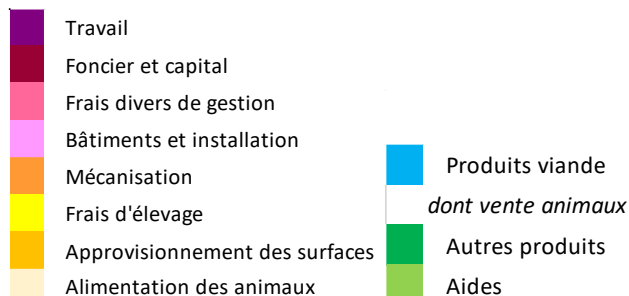 Travail
Foncier et capital
Frais divers de gestion
Bâtiments et installation
Mécanisation
Frais d'élevage
Approvisionnement des surfaces
Alimentation des animaux
Produits viande
dont vente animaux
Autres produits
Aides